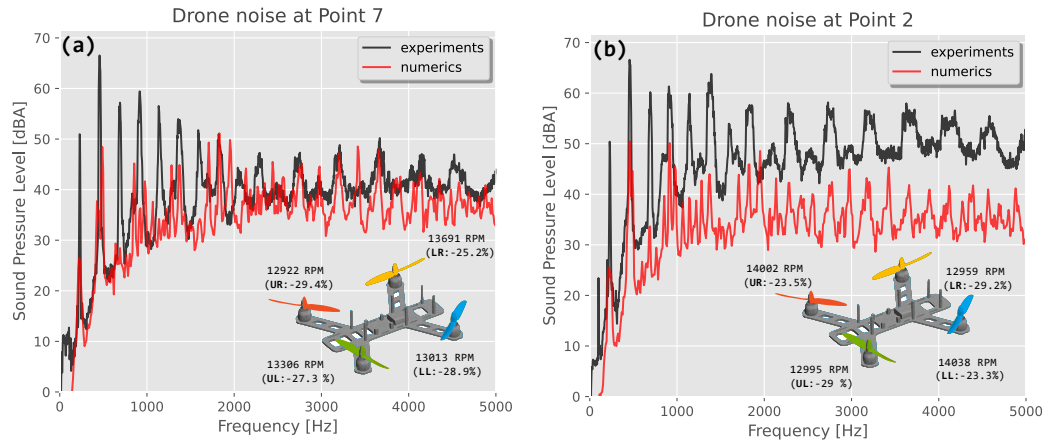 Drone noise at Point 7
(a)
experiments
numerics
Sound Pressure Level [dBA]
70
60
50
40
30
20
10
0
13691 RPM
(LR:-25.2%)
12922 RPM
(UR:-29.4%)
13306 RPM
(UL:-27.3 %)
13013 RPM
(LL:-28.9%)
0 1000 2000 3000 4000 5000
Frequency [Hz]
Drone noise at Point 2
(b)
experiments
numerics
Sound Pressure Level [dBA]
70
60
50
40
30
20
10
0
14002 RPM
(UR:-23.5%)
12959 RPM
(LR:-29.2%)
12995 RPM
(UL:-29 %)
14038 RPM
(LL:-23.3%)
0 1000 2000 3000 4000 5000
Frequency [Hz]